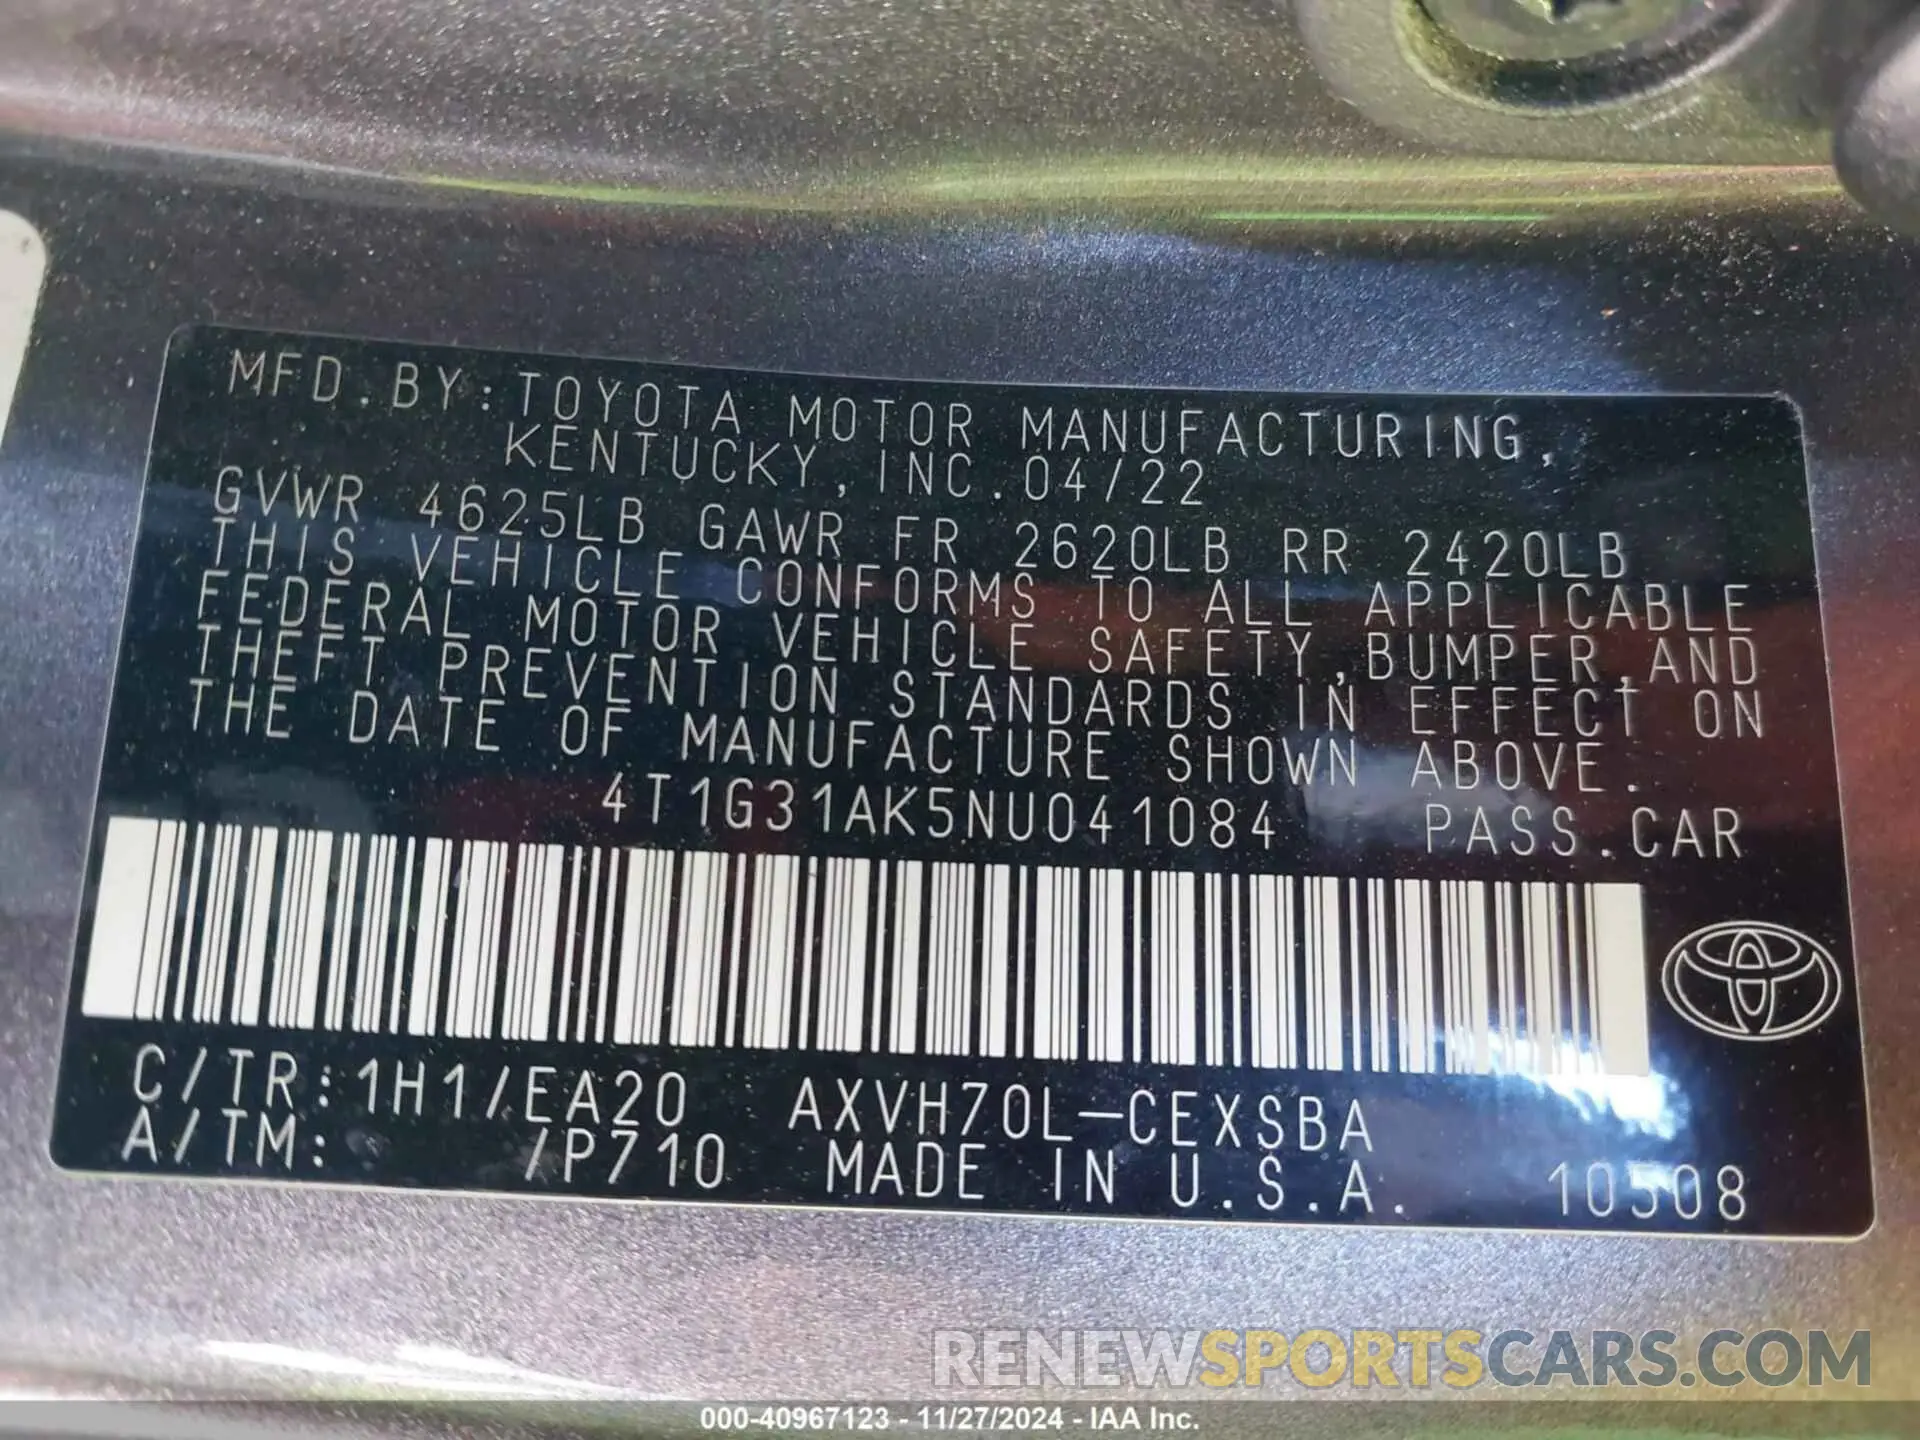 MFD.BY:TOYOTA MOTOR MANUFACTURING,
KENTUCKY, INC. 04/22
GVWR 4625LB GAWR FR 2620LB RR 2420LB
THIS VEHICLE CONFORMS TO ALL APPLICABLE
FEDERAL MOTOR VEHICLE SAFETY,BUMPER,AND
THEFT PREVENTION STANDARDS IN EFFECT ON
THE DATE OF MANUFACTURE SHOWN ABOVE.
4T1G31AK5NU041084 PASS.CAR
C/TR:1H1/EA20 AXVH70L-CEXSBA
A/TM: /P710 MADE IN U.S.A. 10508
RENEWSPORTSCARS.COM
000-40967123 - 11/27/2024 - IAA Inc.